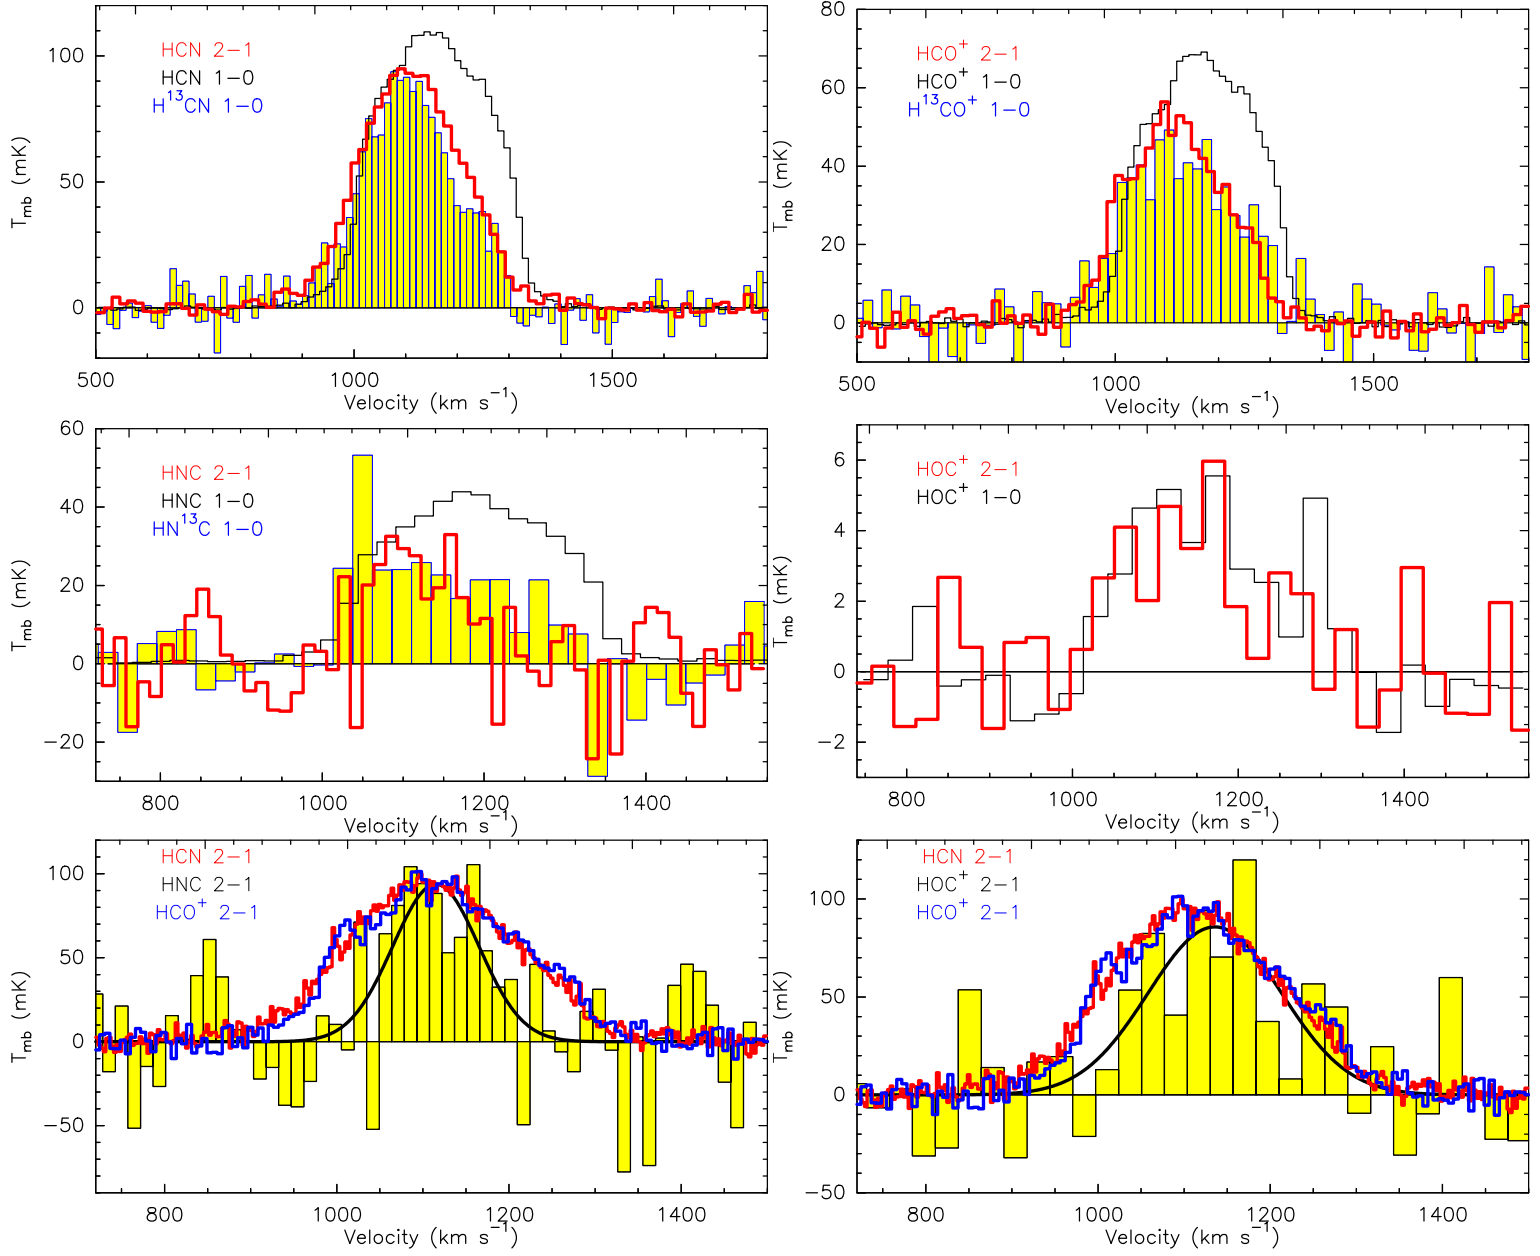 HCN 2−1
HCN 1−0
H¹³CN 1−0
100
50
0
T_mb (mK)
500 1000 1500
Velocity (km s⁻¹)
HCO⁺ 2−1
HCO⁺ 1−0
H¹³CO⁺ 1−0
80
60
40
20
0
T_mb (mK)
500 1000 1500
Velocity (km s⁻¹)
HNC 2−1
HNC 1−0
HN¹³C 1−0
60
40
20
0
−20
T_mb (mK)
800 1000 1200 1400
Velocity (km s⁻¹)
HOC⁺ 2−1
HOC⁺ 1−0
6
4
2
0
−2
T_mb (mK)
800 1000 1200 1400
Velocity (km s⁻¹)
HCN 2−1
HNC 2−1
HCO⁺ 2−1
100
50
0
−50
T_mb (mK)
800 1000 1200 1400
Velocity (km s⁻¹)
HCN 2−1
HOC⁺ 2−1
HCO⁺ 2−1
100
50
0
−50
T_mb (mK)
800 1000 1200 1400
Velocity (km s⁻¹)